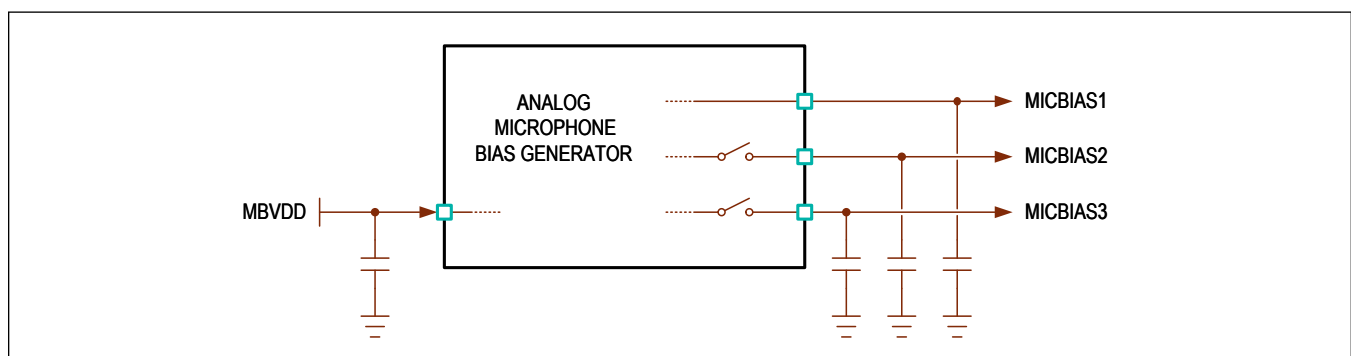 ANALOG
MICROPHONE
BIAS GENERATOR
MICBIAS1
MICBIAS2
MBVDD
MICBIAS3